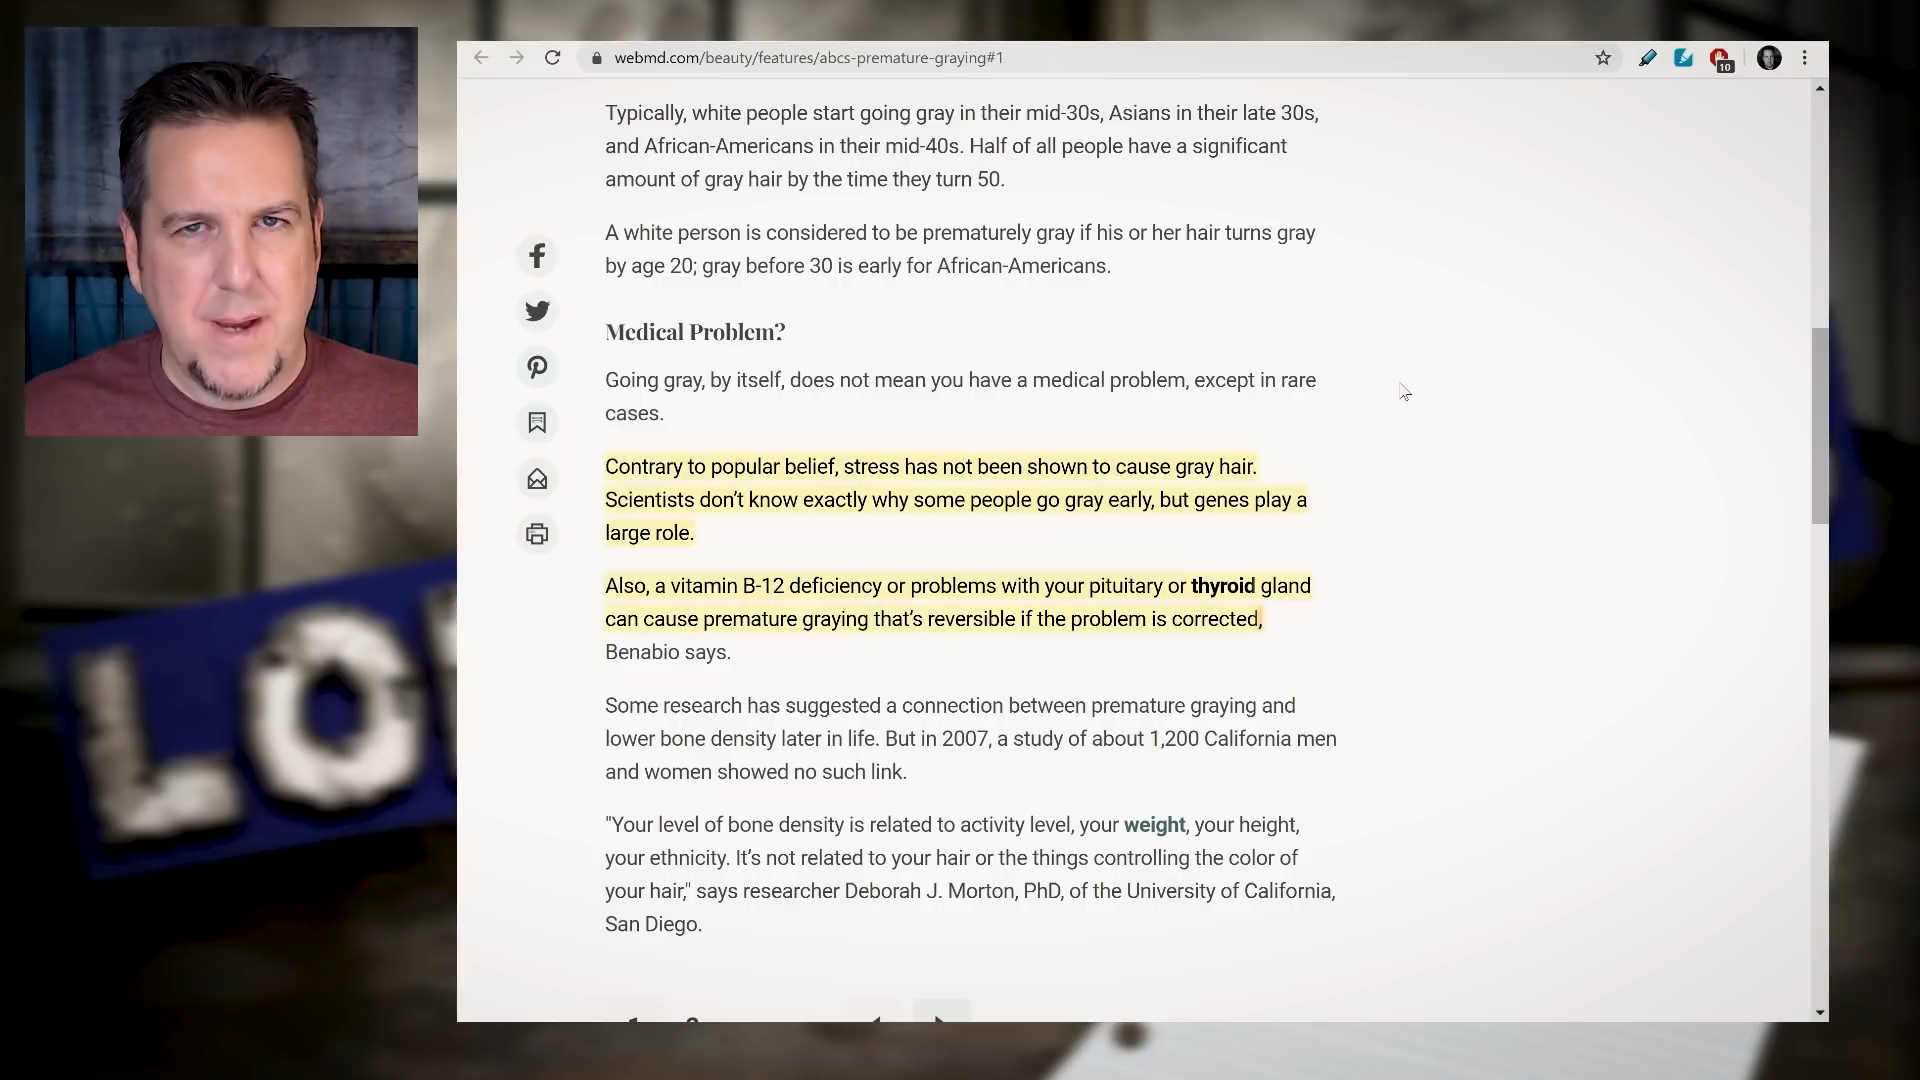 webmd.com/beauty/features/abcs-premature-graying#1
10
Typically, white people start going gray in their mid-30s, Asians in their late 30s,
and African-Americans in their mid-40s. Half of all people have a significant
amount of gray hair by the time they turn 50.
A white person is considered to be prematurely gray if his or her hair turns gray
by age 20; gray before 30 is early for African-Americans.
Medical Problem?
Going gray, by itself, does not mean you have a medical problem, except in rare
cases.
Contrary to popular belief, stress has not been shown to cause gray hair.
Scientists don’t know exactly why some people go gray early, but genes play a
large role.
Also, a vitamin B-12 deficiency or problems with your pituitary or thyroid gland
can cause premature graying that’s reversible if the problem is corrected,
Benabio says.
Some research has suggested a connection between premature graying and
lower bone density later in life. But in 2007, a study of about 1,200 California men
and women showed no such link.
"Your level of bone density is related to activity level, your weight, your height,
your ethnicity. It’s not related to your hair or the things controlling the color of
your hair," says researcher Deborah J. Morton, PhD, of the University of California,
San Diego.
LO